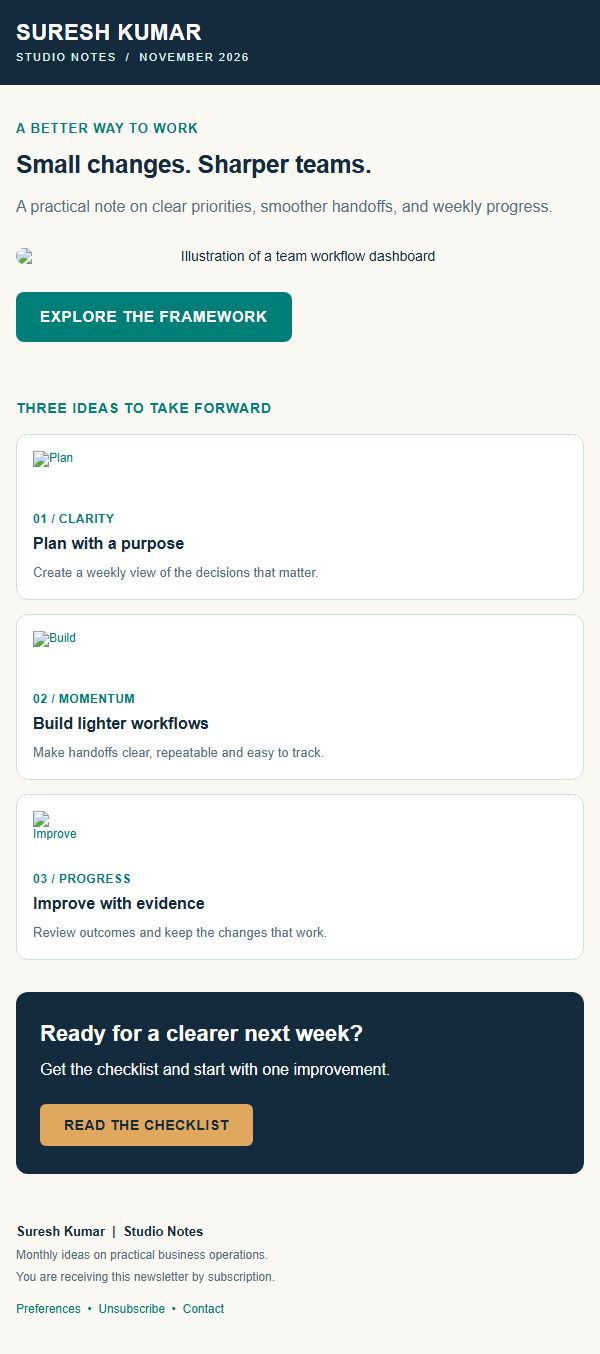 SURESH KUMAR
STUDIO NOTES / NOVEMBER 2026
A BETTER WAY TO WORK
Small changes. Sharper teams.
A practical note on clear priorities, smoother handoffs, and weekly progress.
Illustration of a team workflow dashboard
EXPLORE THE FRAMEWORK
THREE IDEAS TO TAKE FORWARD
Plan
01 / CLARITY
Plan with a purpose
Create a weekly view of the decisions that matter.
Build
02 / MOMENTUM
Build lighter workflows
Make handoffs clear, repeatable and easy to track.
Improve
03 / PROGRESS
Improve with evidence
Review outcomes and keep the changes that work.
Ready for a clearer next week?
Get the checklist and start with one improvement.
READ THE CHECKLIST
Suresh Kumar | Studio Notes
Monthly ideas on practical business operations.
You are receiving this newsletter by subscription.
Preferences • Unsubscribe • Contact